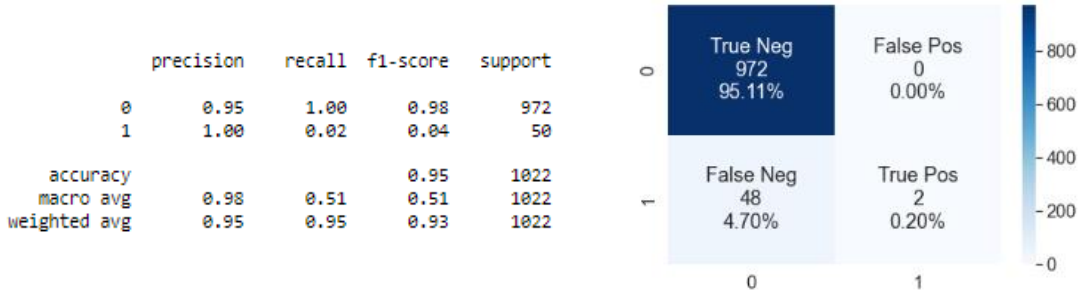 precision recall f1-score support
0 0.95 1.00 0.98 972
1 1.00 0.02 0.04 50
accuracy 0.95 1022
macro avg 0.98 0.51 0.51 1022
weighted avg 0.95 0.95 0.93 1022
0
True Neg
972
95.11%
False Pos
0
0.00%
1
False Neg
48
4.70%
True Pos
2
0.20%
0 1
800
600
400
200
0